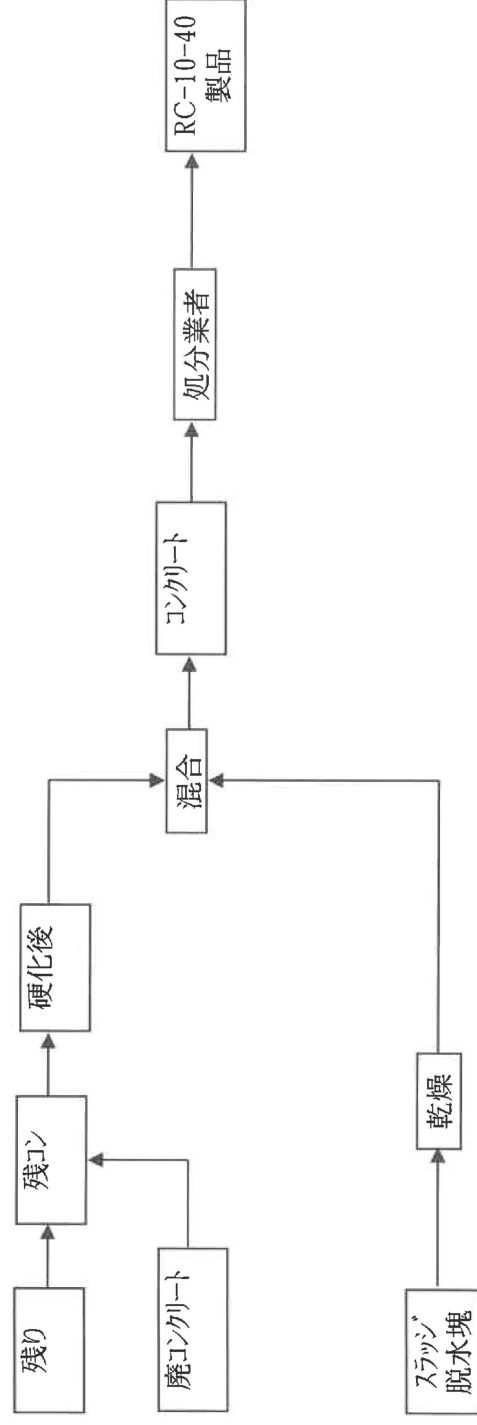 残り
残コン
硬化後
廃コンクリート
スラッジ
脱水塊
乾燥
混合
コンクリート
処分業者
RC-10-40
製品